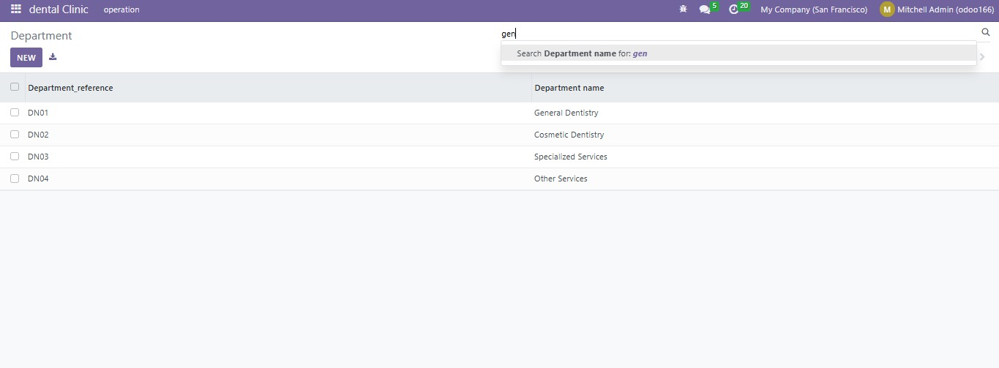 dental Clinic operation 5 20 My Company (San Francisco) M Mitchell Admin (odoo166)
Department gen
Search Department name for: gen
NEW
Department_reference Department name
DN01 General Dentistry
DN02 Cosmetic Dentistry
DN03 Specialized Services
DN04 Other Services